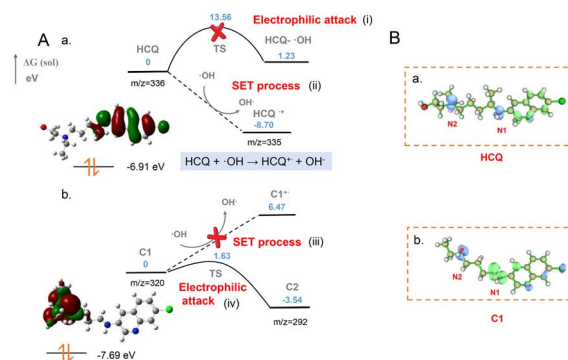 A
B
a.
13.56
Electrophilic attack (i)
TS
HCQ
0
HCQ- ·OH
1.23
ΔG (sol)
eV
m/z=336
·OH
SET process (ii)
OH-
HCQ ·+
-8.70
m/z=335
-6.91 eV
HCQ + ·OH → HCQ+· + OH-
b.
OH-
C1+·
6.47
·OH
SET process (iii)
C1
0
1.63
TS
m/z=320
Electrophilic
attack (iv)
C2
-3.54
m/z=292
-7.69 eV
a.
N2
N1
HCQ
b.
N2
N1
C1